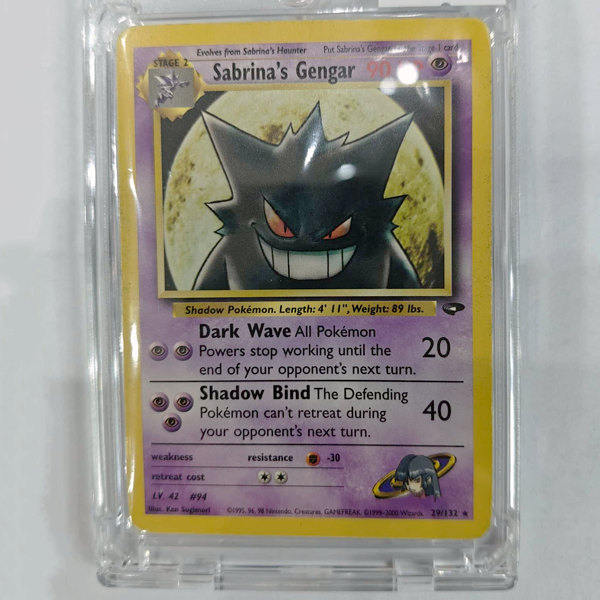 Evolves from Sabrina's Haunter Put Sabrina's Gengar the Stage 1 card
STAGE 2
Sabrina's Gengar 90
Shadow Pokémon. Length: 4' 11", Weight: 89 lbs.
Dark Wave All Pokémon
Powers stop working until the
end of your opponent's next turn.
20
Shadow Bind The Defending
Pokémon can't retreat during
your opponent's next turn.
40
weakness resistance -30
retreat cost
LV. 42 #94
Illus. Ken Sugimori ©1995, 96, 98 Nintendo, Creatures, GAMEFREAK. ©1999-2000 Wizards. 29/132 ★